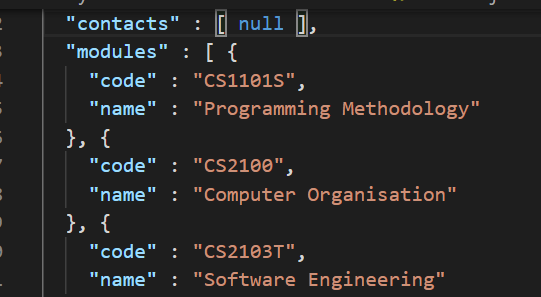 "contacts" : [ null ],
"modules" : [ {
"code" : "CS1101S",
"name" : "Programming Methodology"
}, {
"code" : "CS2100",
"name" : "Computer Organisation"
}, {
"code" : "CS2103T",
"name" : "Software Engineering"